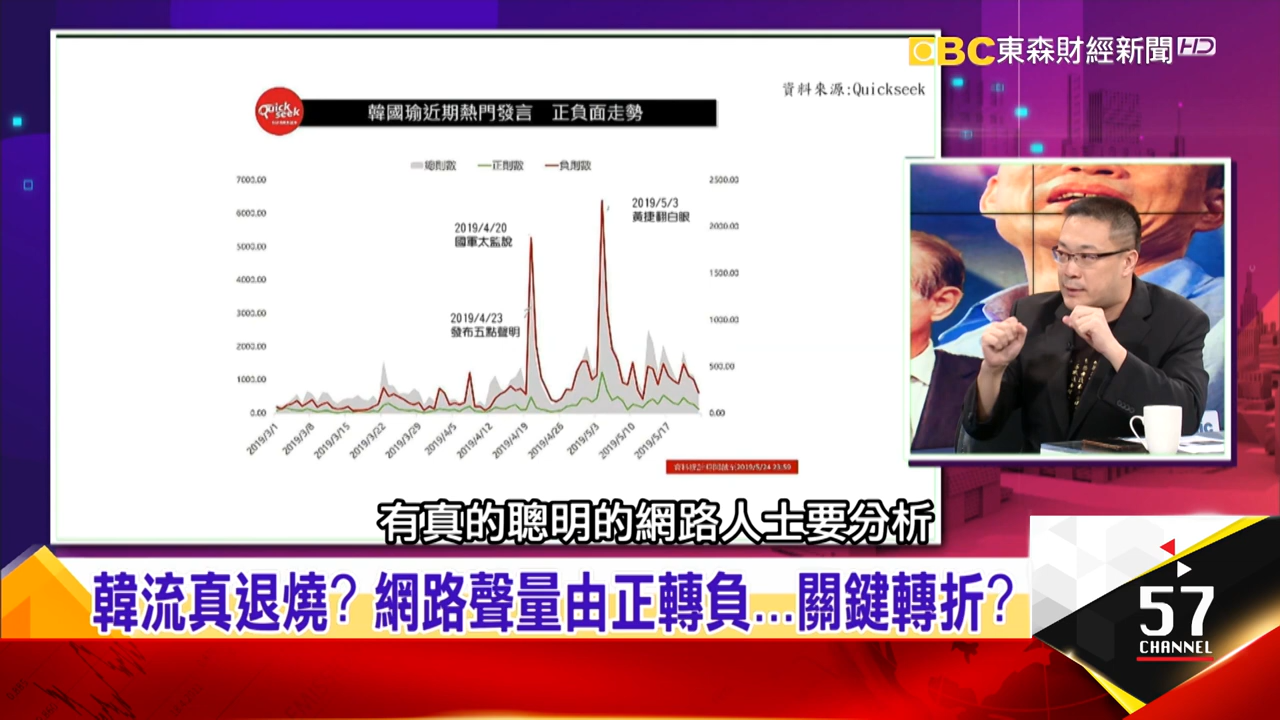 EBC東森財經新聞HD
資料來源:Quickseek
Quick seek
韓國瑜近期熱門發言 正負面走勢
總則數 正則數 負則數
7000.00
6000.00
5000.00
4000.00
3000.00
2000.00
1000.00
0.00
2500.00
2000.00
1500.00
1000.00
500.00
0.00
2019/4/20
國軍太監說
2019/4/23
發布五點聲明
2019/5/3
黃捷翻白眼
2019/3/1
2019/3/8
2019/3/15
2019/3/22
2019/3/29
2019/4/5
2019/4/12
2019/4/19
2019/4/26
2019/5/3
2019/5/10
2019/5/17
2019/5/24 23:59
有真的聰明的網路人士要分析
韓流真退燒? 網路聲量由正轉負...關鍵轉折?
57
CHANNEL